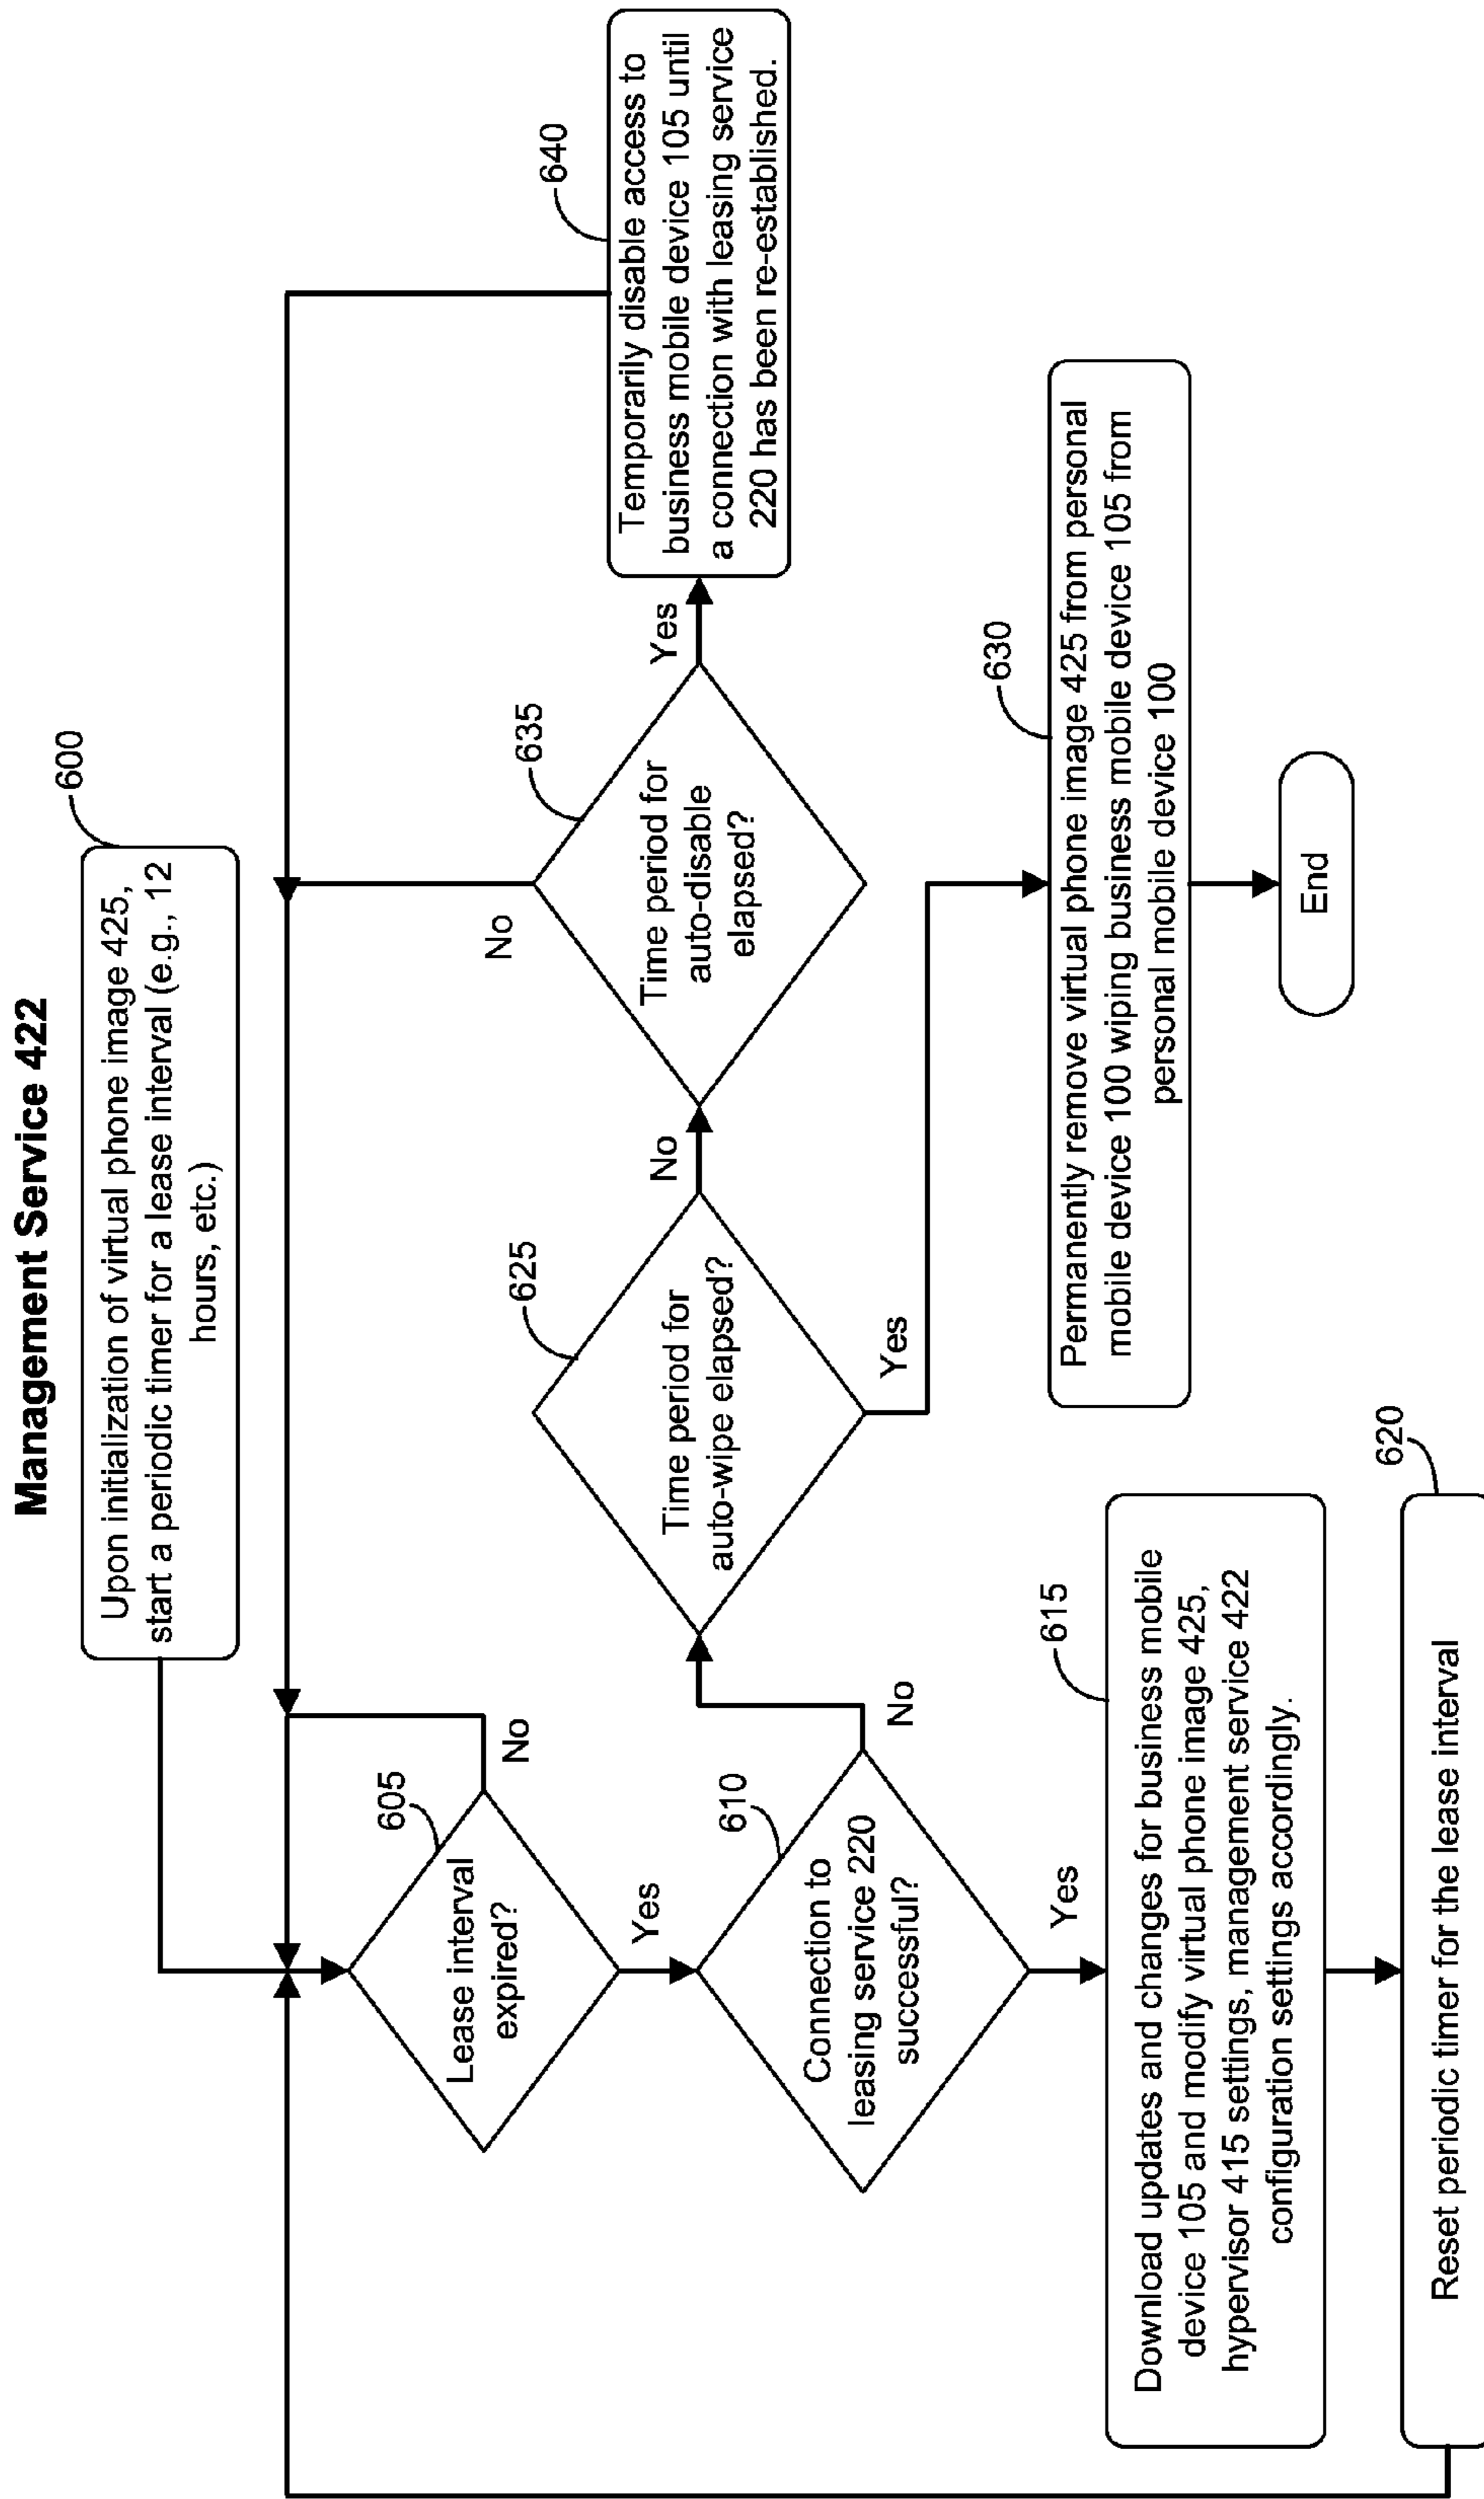 Management Service 422
600
Upon initialization of virtual phone image 425,
start a periodic timer for a lease interval (e.g., 12
hours, etc.)
605
Lease interval
expired?
No
Yes
610
Connection to
leasing service 220
successful?
No
Yes
615
Download updates and changes for business mobile
device 105 and modify virtual phone image 425,
hypervisor 415 settings, management service 422
configuration settings accordingly.
620
Reset periodic timer for the lease interval
625
Time period for
auto-wipe elapsed?
No
Yes
635
Time period for
auto-disable
elapsed?
No
Yes
640
Temporarily disable access to
business mobile device 105 until
a connection with leasing service
220 has been re-established.
630
Permanently remove virtual phone image 425 from personal
mobile device 100 wiping business mobile device 105 from
personal mobile device 100
End